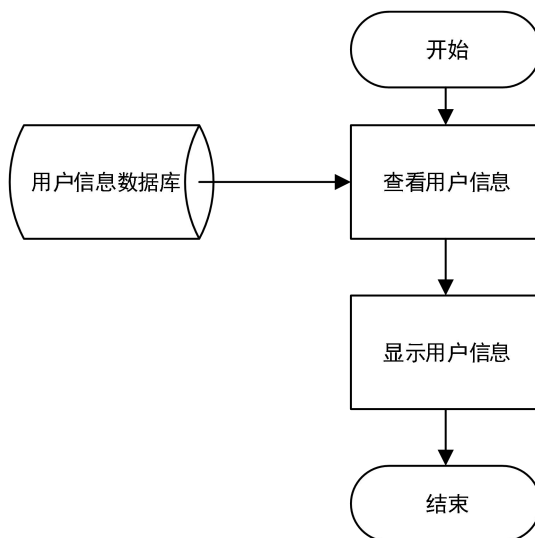 开始
用户信息数据库
查看用户信息
显示用户信息
结束